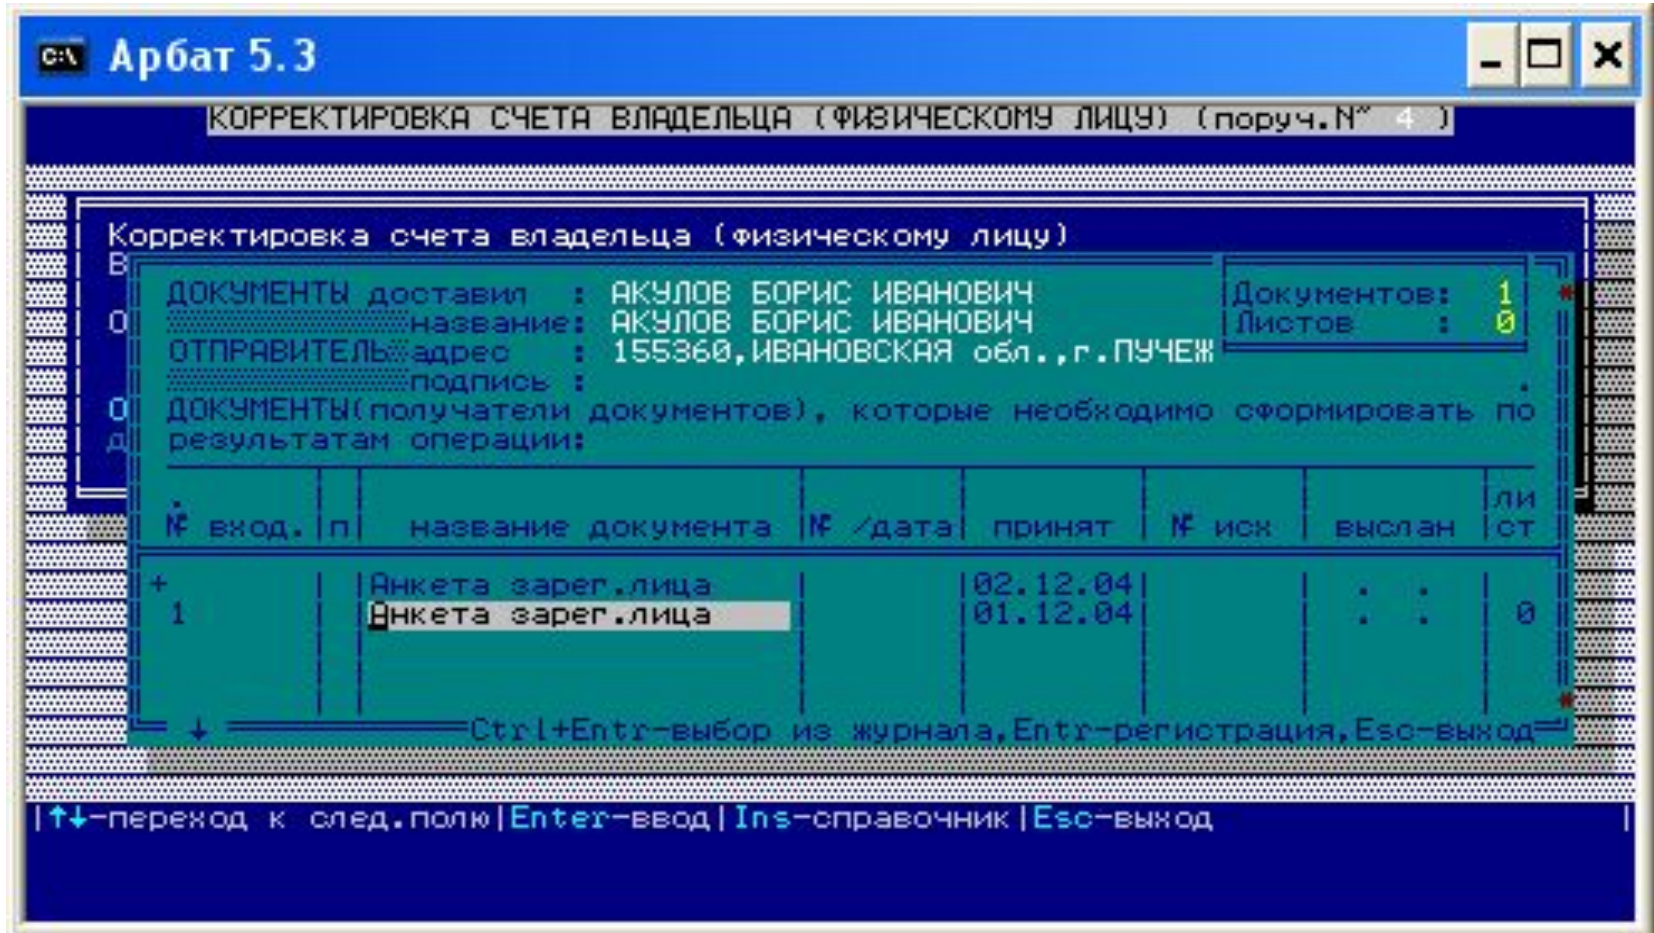 Арбат 5.3
КОРРЕКТИРОВКА СЧЕТА ВЛАДЕЛЬЦА (ФИЗИЧЕСКОМУ ЛИЦУ) (поруч.N" 4 )
Корректировка счета владельца (физическому лицу)
В
ДОКУМЕНТЫ доставил : АКУЛОВ БОРИС ИВАНОВИЧ Документов: 1 *
О название: АКУЛОВ БОРИС ИВАНОВИЧ Листов : 0
ОТПРАВИТЕЛЬ адрес : 155360,ИВАНОВСКАЯ обл.,г.ПУЧЕЖ
подпись : .
О ДОКУМЕНТЫ(получатели документов), которые необходимо сформировать по
д результатам операции:
. ли
№ вход. |п| название документа |№ /дата| принят | № исх | выслан |ст
+ | |Анкета зарег.лица | |02.12.04| | . . |
1 | |Анкета зарег.лица | |01.12.04| | . . | 0
*
↓ Ctrl+Entr-выбор из журнала,Entr-регистрация,Esc-выход
|↑↓-переход к след.полю|Enter-ввод|Ins-справочник|Esc-выход |